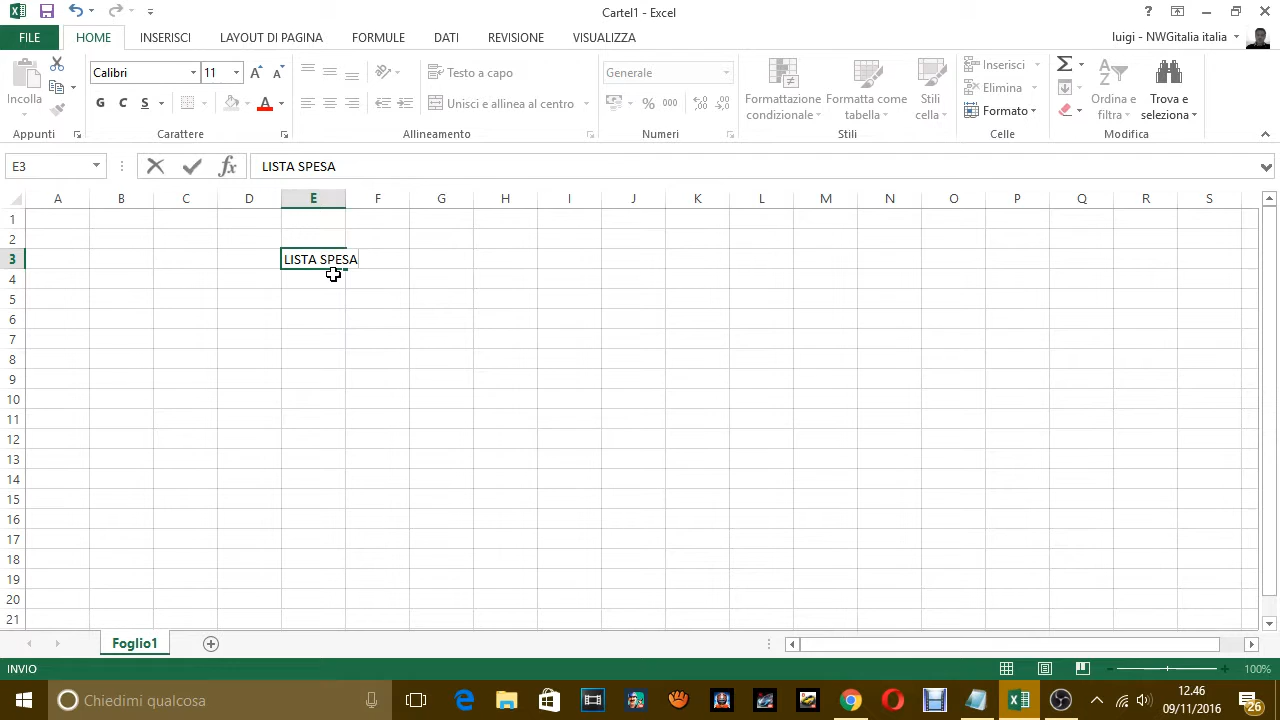 Cartel1 - Excel
?
FILE HOME INSERISCI LAYOUT DI PAGINA FORMULE DATI REVISIONE VISUALIZZA luigi - NWGitalia italia
Incolla
Calibri 11
G C S A
Testo a capo
Unisci e allinea al centro
Generale
% 000
Formattazione condizionale
Formatta come tabella
Stili cella
Inserisci
Elimina
Formato
Ordina e filtra
Trova e seleziona
Appunti Carattere Allineamento Numeri Stili Celle Modifica
E3 fx LISTA SPESA
A B C D E F G H I J K L M N O P Q R S
1
2
3 LISTA SPESA
4
5
6
7
8
9
10
11
12
13
14
15
16
17
18
19
20
21
Foglio1
INVIO 100%
Chiedimi qualcosa 12.46
09/11/2016 26